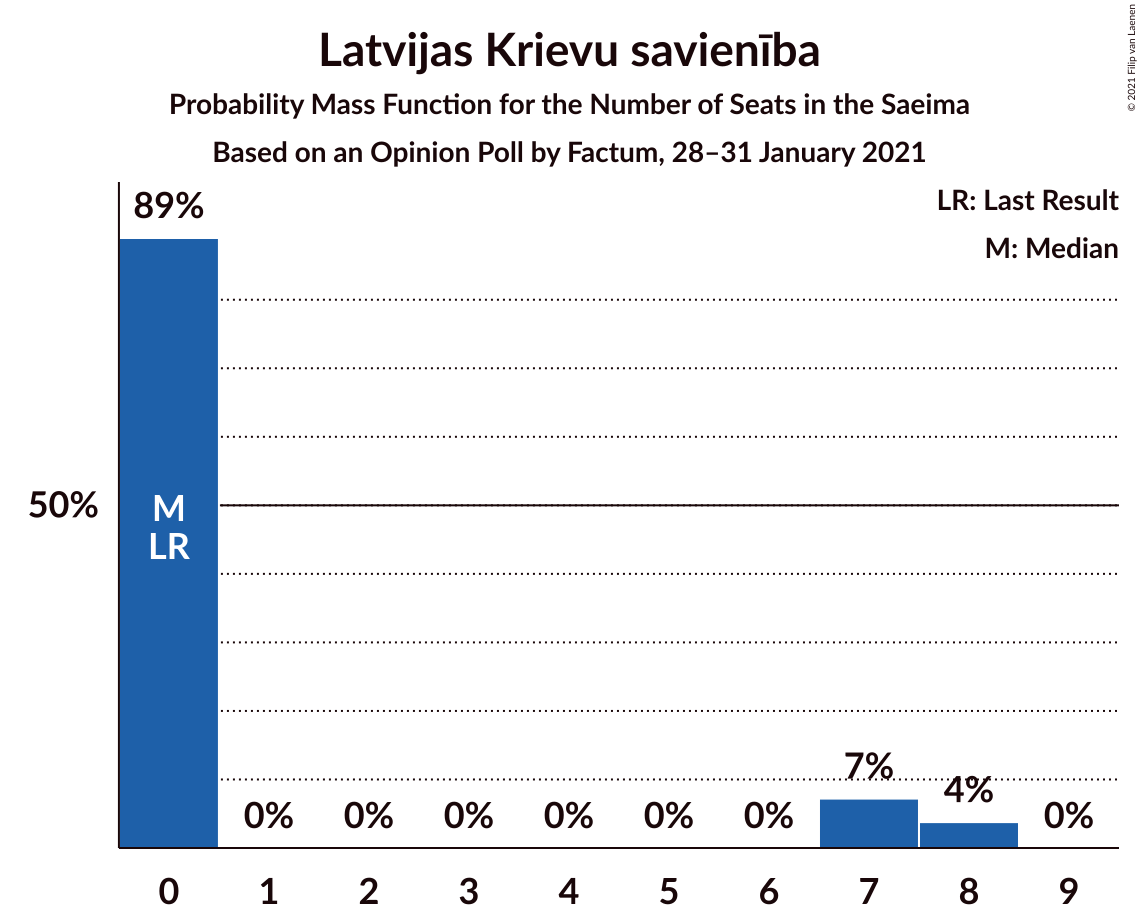 Latvijas Krievu savienība
Probability Mass Function for the Number of Seats in the Saeima
Based on an Opinion Poll by Factum, 28–31 January 2021
© 2021 Filip van Laenen
LR: Last Result
M: Median
89%
50%
M
LR
0% 0% 0% 0% 0% 0% 7% 4% 0%
0 1 2 3 4 5 6 7 8 9